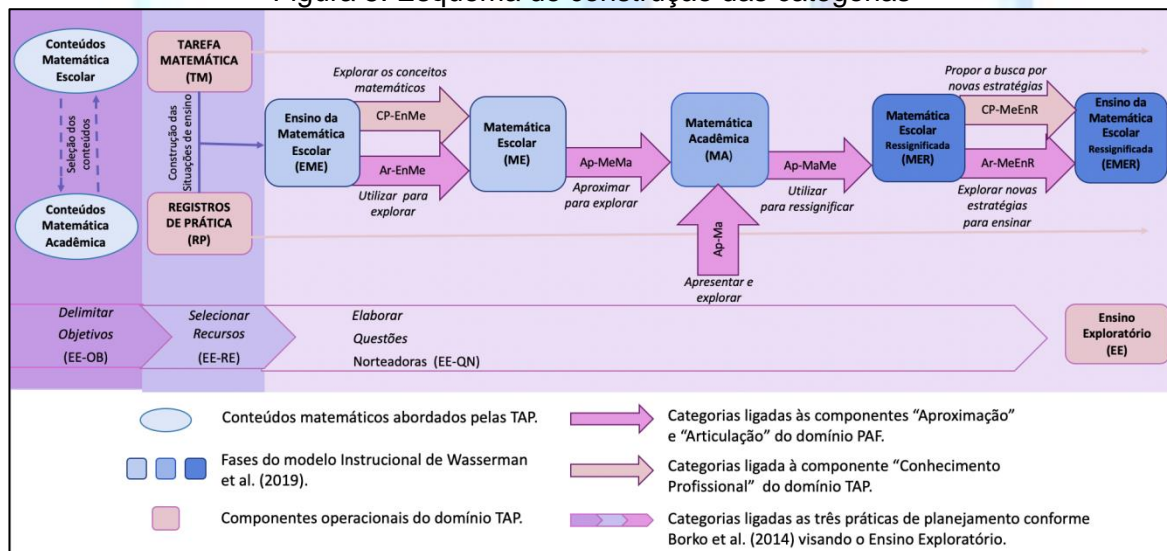 Figura 3: Esquema de construção das categorias
Conteúdos
Matemática
Escolar
Seleção dos
conteúdos
Conteúdos
Matemática
Acadêmica
TAREFA
MATEMÁTICA
(TM)
Construção das
Situações de ensino
REGISTROS
DE PRÁTICA
(RP)
Ensino da
Matemática
Escolar
(EME)
Explorar os conceitos
matemáticos
CP-EnMe
Ar-EnMe
Utilizar para
explorar
Matemática
Escolar
(ME)
Ap-MeMa
Aproximar
para explorar
Matemática
Acadêmica
(MA)
Ap-Ma
Apresentar e
explorar
Ap-MaMe
Utilizar
para ressignificar
Matemática
Escolar
Ressignificada
(MER)
Propor a busca por
novas estratégias
CP-MeEnR
Ar-MeEnR
Explorar novas
estratégias
para ensinar
Ensino da
Matemática
Escolar
Ressignificada
(EMER)
Delimitar
Objetivos
(EE-OB)
Selecionar
Recursos
(EE-RE)
Elaborar
Questões
Norteadoras (EE-QN)
Ensino
Exploratório
(EE)
Conteúdos matemáticos abordados pelas TAP.
Fases do modelo Instrucional de Wasserman
et al. (2019).
Componentes operacionais do domínio TAP.
Categorias ligadas às componentes “Aproximação”
e “Articulação” do domínio PAF.
Categorias ligada à componente “Conhecimento
Profissional” do domínio TAP.
Categorias ligadas as três práticas de planejamento conforme
Borko et al. (2014) visando o Ensino Exploratório.